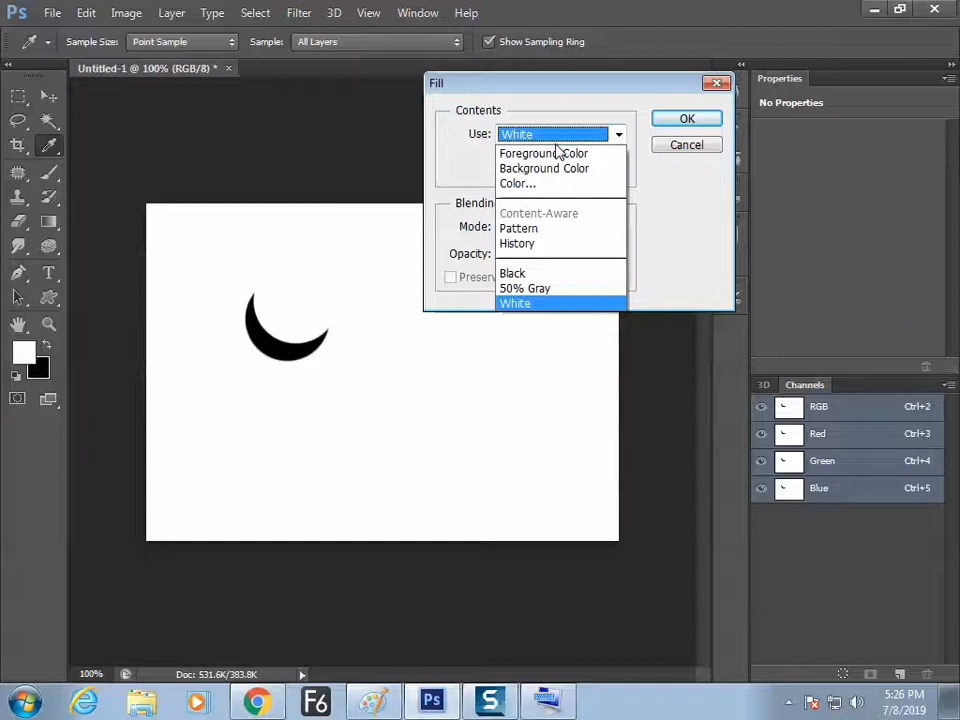 Ps File Edit Image Layer Type Select Filter 3D View Window Help
Sample Size: Point Sample Sample: All Layers Show Sampling Ring
Untitled-1 @ 100% (RGB/8) *
Fill
Contents
Use: White
OK
Cancel
Foreground Color
Background Color
Color...
Content-Aware
Pattern
History
Black
50% Gray
White
Blending
Mode:
Opacity:
Preserv
Properties
No Properties
T
3D Channels
RGB Ctrl+2
Red Ctrl+3
Green Ctrl+4
Blue Ctrl+5
100% Doc: 531.6K/383.8K
F6 Ps S
5:26 PM
7/8/2019